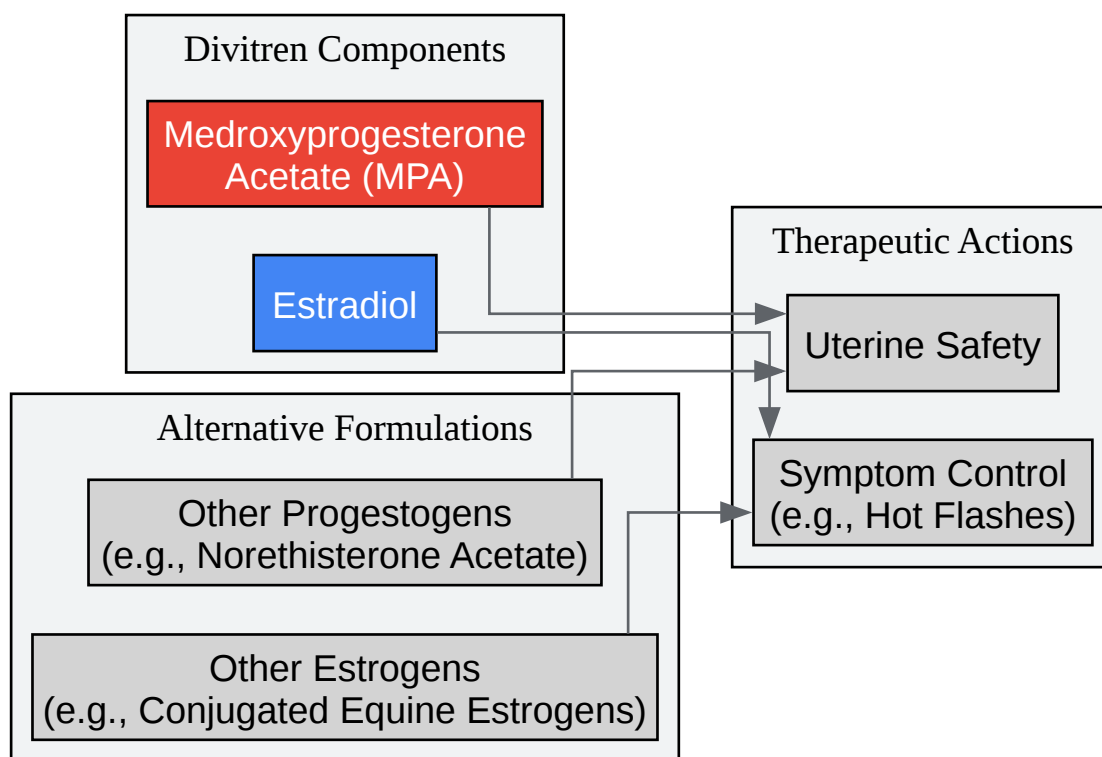 Divitren Components
Medroxyprogesterone
Acetate (MPA)
Estradiol
Therapeutic Actions
Uterine Safety
Symptom Control
(e.g., Hot Flashes)
Alternative Formulations
Other Progestogens
(e.g., Norethisterone Acetate)
Other Estrogens
(e.g., Conjugated Equine Estrogens)